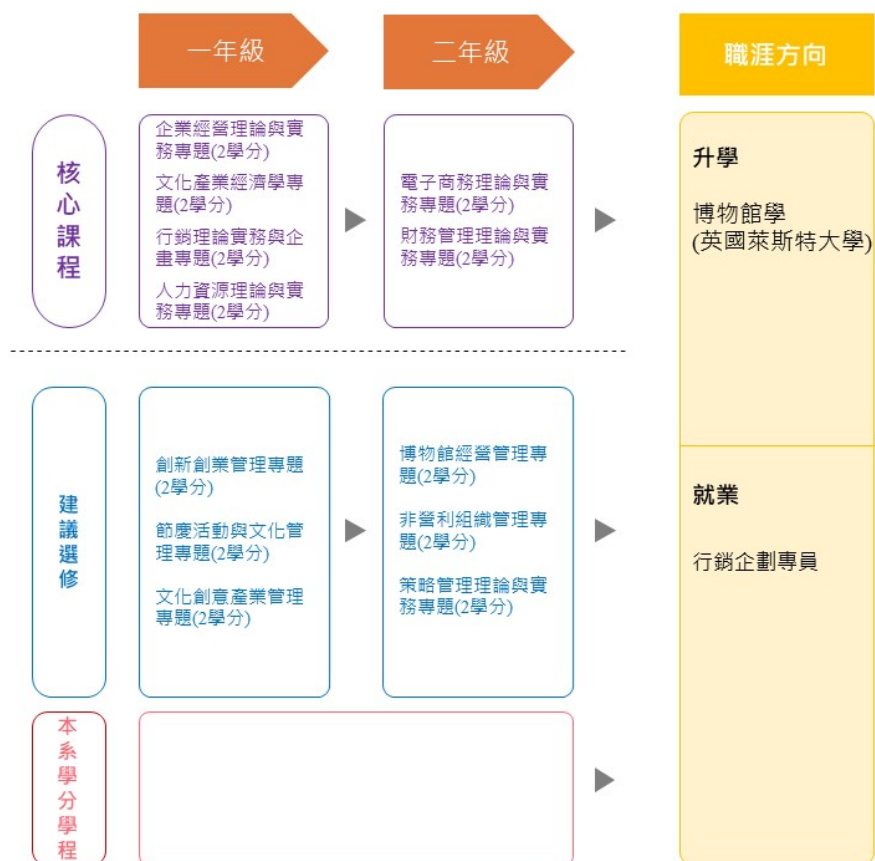 一年級
二年級
職涯方向
核心課程
企業經營理論與實
務專題(2學分)
文化產業經濟學專
題(2學分)
行銷理論實務與企
畫專題(2學分)
人力資源理論與實
務專題(2學分)
電子商務理論與實
務專題(2學分)
財務管理理論與實
務專題(2學分)
升學
博物館學
(英國萊斯特大學)
建議選修
創新創業管理專題
(2學分)
節慶活動與文化管
理專題(2學分)
文化創意產業管理
專題(2學分)
博物館經營管理專
題(2學分)
非營利組織管理專
題(2學分)
策略管理理論與實
務專題(2學分)
就業
行銷企劃專員
本系學分學程